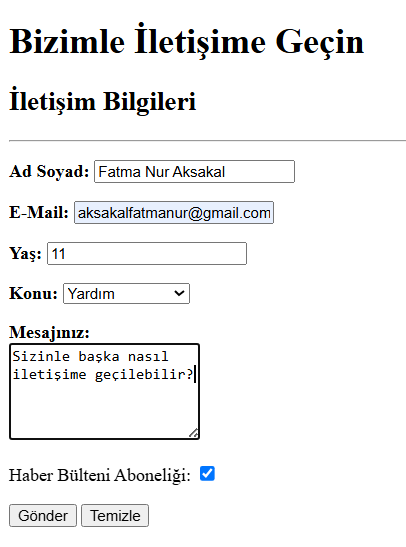 Bizimle İletişime Geçin
İletişim Bilgileri
Ad Soyad: Fatma Nur Aksakal
E-Mail: aksakalfatmanur@gmail.com
Yaş: 11
Konu: Yardım
Mesajınız:
Sizinle başka nasıl
iletişime geçilebilir?
Haber Bülteni Aboneliği:
Gönder Temizle